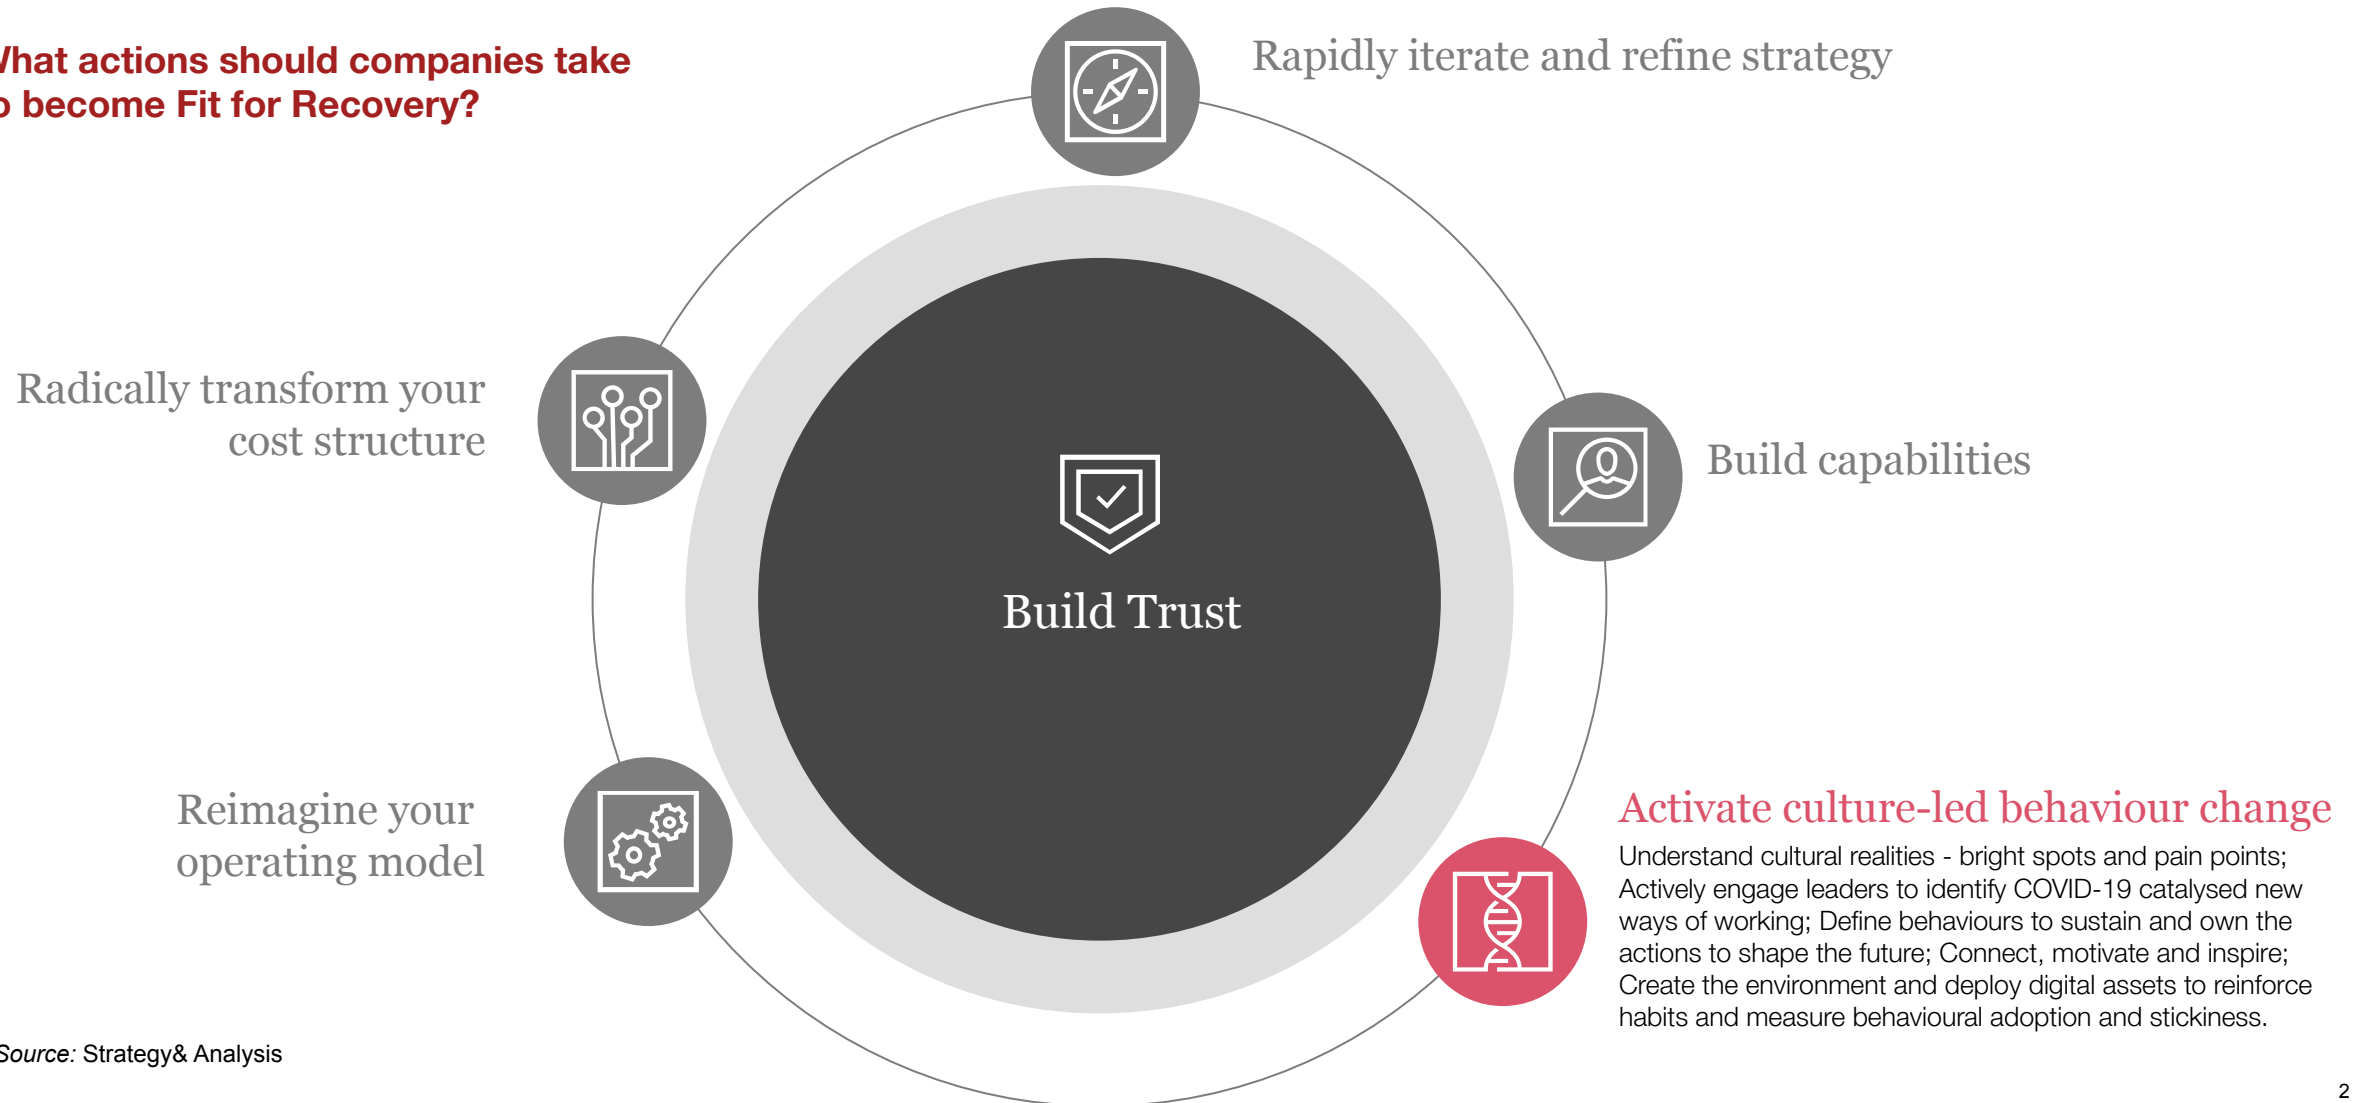 What actions should companies take
to become Fit for Recovery?
Rapidly iterate and refine strategy
Radically transform your
cost structure
Build capabilities
Build Trust
Reimagine your
operating model
Activate culture-led behaviour change
Understand cultural realities - bright spots and pain points;
Actively engage leaders to identify COVID-19 catalysed new
ways of working; Define behaviours to sustain and own the
actions to shape the future; Connect, motivate and inspire;
Create the environment and deploy digital assets to reinforce
habits and measure behavioural adoption and stickiness.
Source: Strategy& Analysis
2